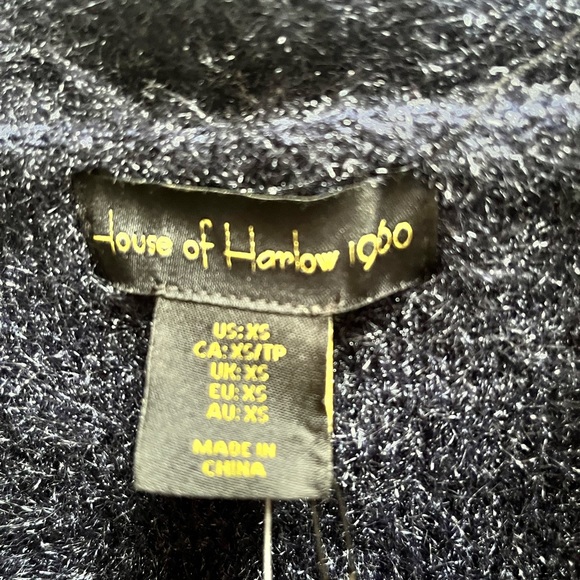 House of Harlow 1960
US: XS
CA: XS/TP
UK: XS
EU: XS
AU: XS
MADE IN
CHINA